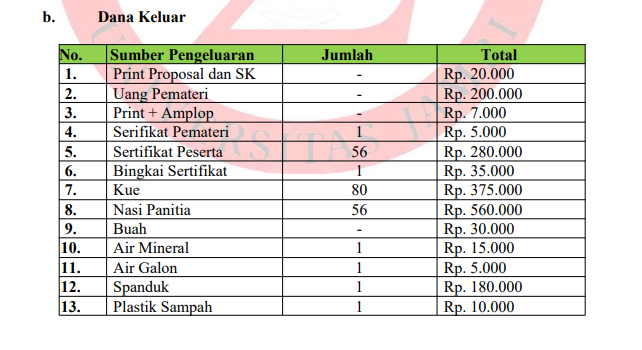 b. Dana Keluar
No. Sumber Pengeluaran Jumlah Total
1. Print Proposal dan SK - Rp. 20.000
2. Uang Pemateri - Rp. 200.000
3. Print + Amplop - Rp. 7.000
4. Serifikat Pemateri 1 Rp. 5.000
5. Sertifikat Peserta 56 Rp. 280.000
6. Bingkai Sertifikat 1 Rp. 35.000
7. Kue 80 Rp. 375.000
8. Nasi Panitia 56 Rp. 560.000
9. Buah - Rp. 30.000
10. Air Mineral 1 Rp. 15.000
11. Air Galon 1 Rp. 5.000
12. Spanduk 1 Rp. 180.000
13. Plastik Sampah 1 Rp. 10.000